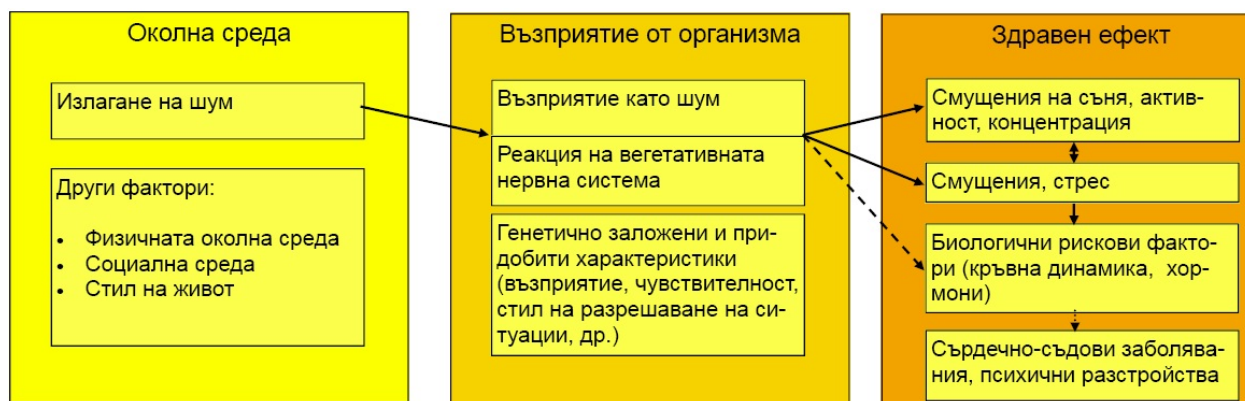 Околна среда
Излагане на шум
Други фактори:
• Физичната околна среда
• Социална среда
• Стил на живот
Възприятие от организма
Възприятие като шум
Реакция на вегетативната
нервна система
Генетично заложени и при-
добити характеристики
(възприятие, чувствителност,
стил на разрешаване на си-
туации, др.)
Здравен ефект
Смущения на съня, актив-
ност, концентрация
Смущения, стрес
Биологични рискови факто-
ри (кръвна динамика, хор-
мони)
Сърдечно-съдови заболява-
ния, психични разстройства